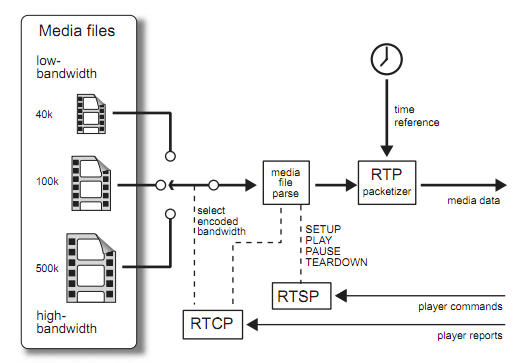 Media files
low-
bandwidth
40k
100k
500k
high-
bandwidth
select
encoded
bandwidth
media
file
parse
time
reference
RTP
packetizer
media data
SETUP
PLAY
PAUSE
TEARDOWN
RTSP
player commands
RTCP
player reports